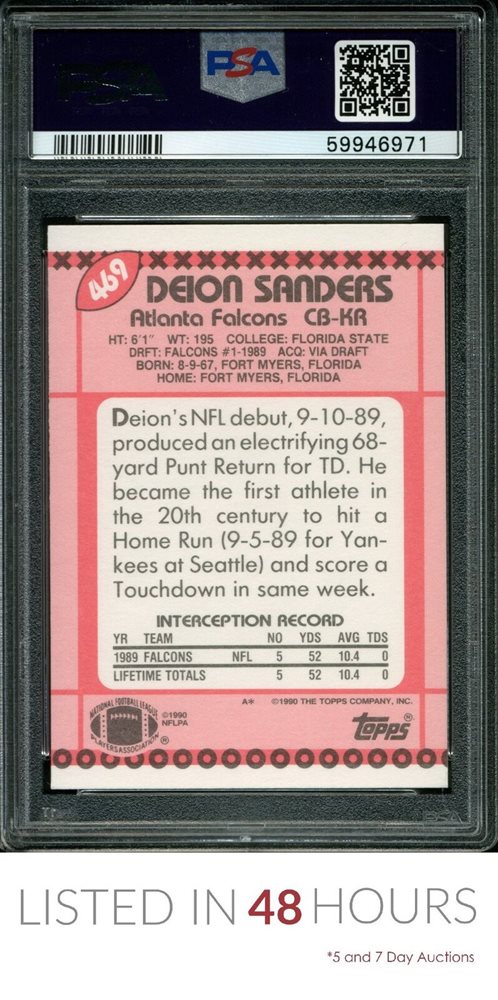 PSA
59946971
469
DEION SANDERS
Atlanta Falcons CB-KR
HT: 6'1" WT: 195 COLLEGE: FLORIDA STATE
DRFT: FALCONS #1-1989 ACQ: VIA DRAFT
BORN: 8-9-67, FORT MYERS, FLORIDA
HOME: FORT MYERS, FLORIDA
Deion's NFL debut, 9-10-89,
produced an electrifying 68-
yard Punt Return for TD. He
became the first athlete in
the 20th century to hit a
Home Run (9-5-89 for Yan-
kees at Seattle) and score a
Touchdown in same week.
INTERCEPTION RECORD
YR TEAM NO YDS AVG TDS
1989 FALCONS NFL 5 52 10.4 0
LIFETIME TOTALS 5 52 10.4 0
A* ©1990 THE TOPPS COMPANY, INC.
NATIONAL FOOTBALL LEAGUE
PLAYERS ASSOCIATION ®
©1990
NFLPA
topps®
PSA
LISTED IN 48 HOURS
*5 and 7 Day Auctions